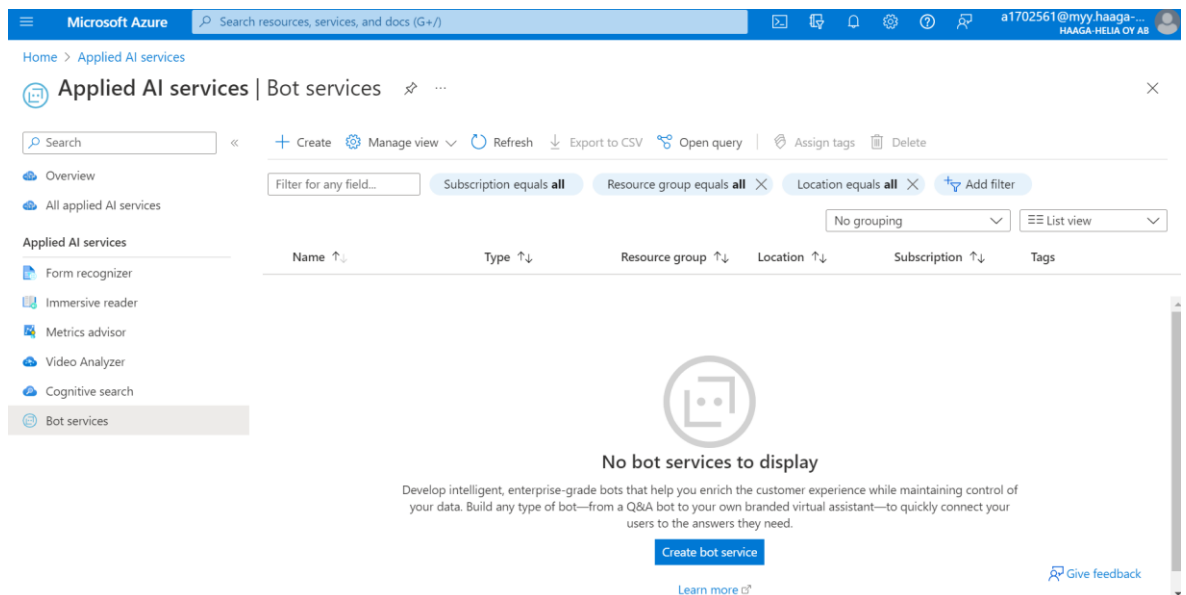 Microsoft Azure
Search resources, services, and docs (G+/)
a1702561@myy.haaga-...
HAAGA-HELIA OY AB
Home > Applied AI services
Applied AI services | Bot services
Search
Overview
All applied AI services
Applied AI services
Form recognizer
Immersive reader
Metrics advisor
Video Analyzer
Cognitive search
Bot services
Create Manage view Refresh Export to CSV Open query Assign tags Delete
Filter for any field... Subscription equals all Resource group equals all Location equals all Add filter
No grouping List view
Name Type Resource group Location Subscription Tags
No bot services to display
Develop intelligent, enterprise-grade bots that help you enrich the customer experience while maintaining control of
your data. Build any type of bot—from a Q&A bot to your own branded virtual assistant—to quickly connect your
users to the answers they need.
Create bot service
Learn more
Give feedback